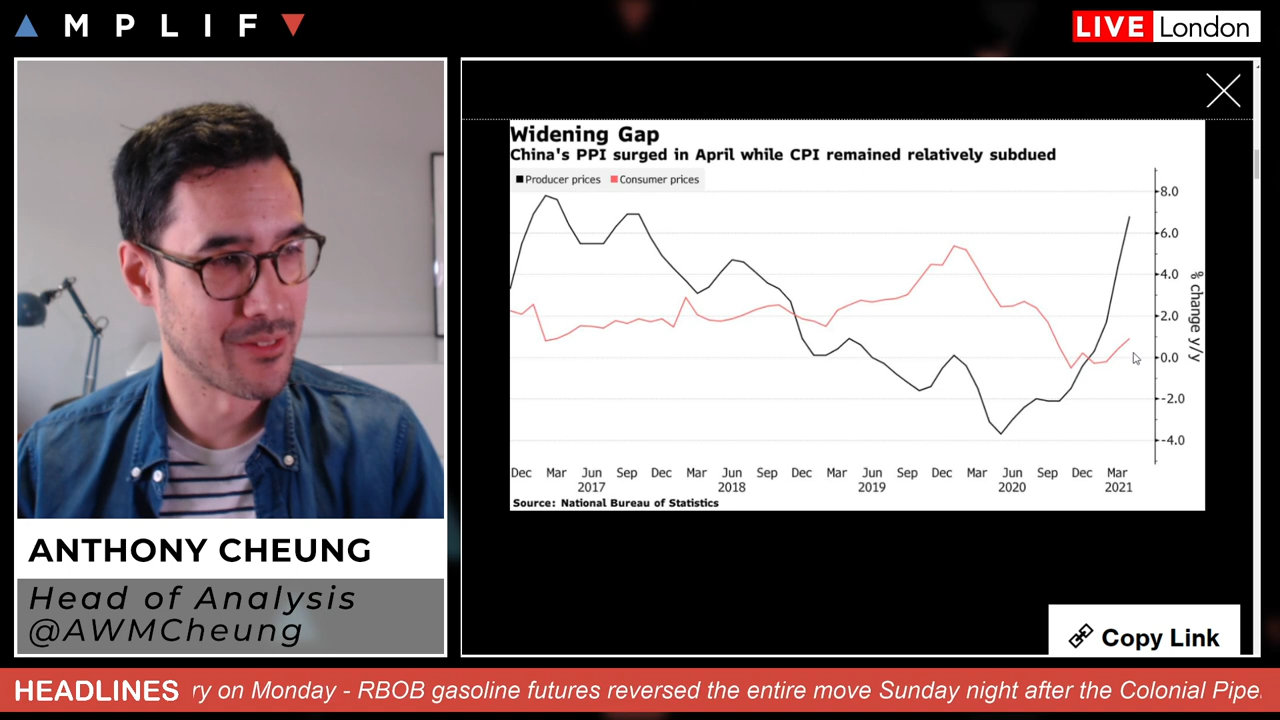 AMPLIFY
LIVE London
Widening Gap
China's PPI surged in April while CPI remained relatively subdued
Producer prices Consumer prices
8.0
6.0
4.0
2.0
0.0
-2.0
-4.0
% change y/y
Dec Mar Jun Sep Dec Mar Jun Sep Dec Mar Jun Sep Dec Mar Jun Sep Dec Mar
2017 2018 2019 2020 2021
Source: National Bureau of Statistics
Copy Link
ANTHONY CHEUNG
Head of Analysis
@AWMCheung
HEADLINES ry on Monday - RBOB gasoline futures reversed the entire move Sunday night after the Colonial Pipe